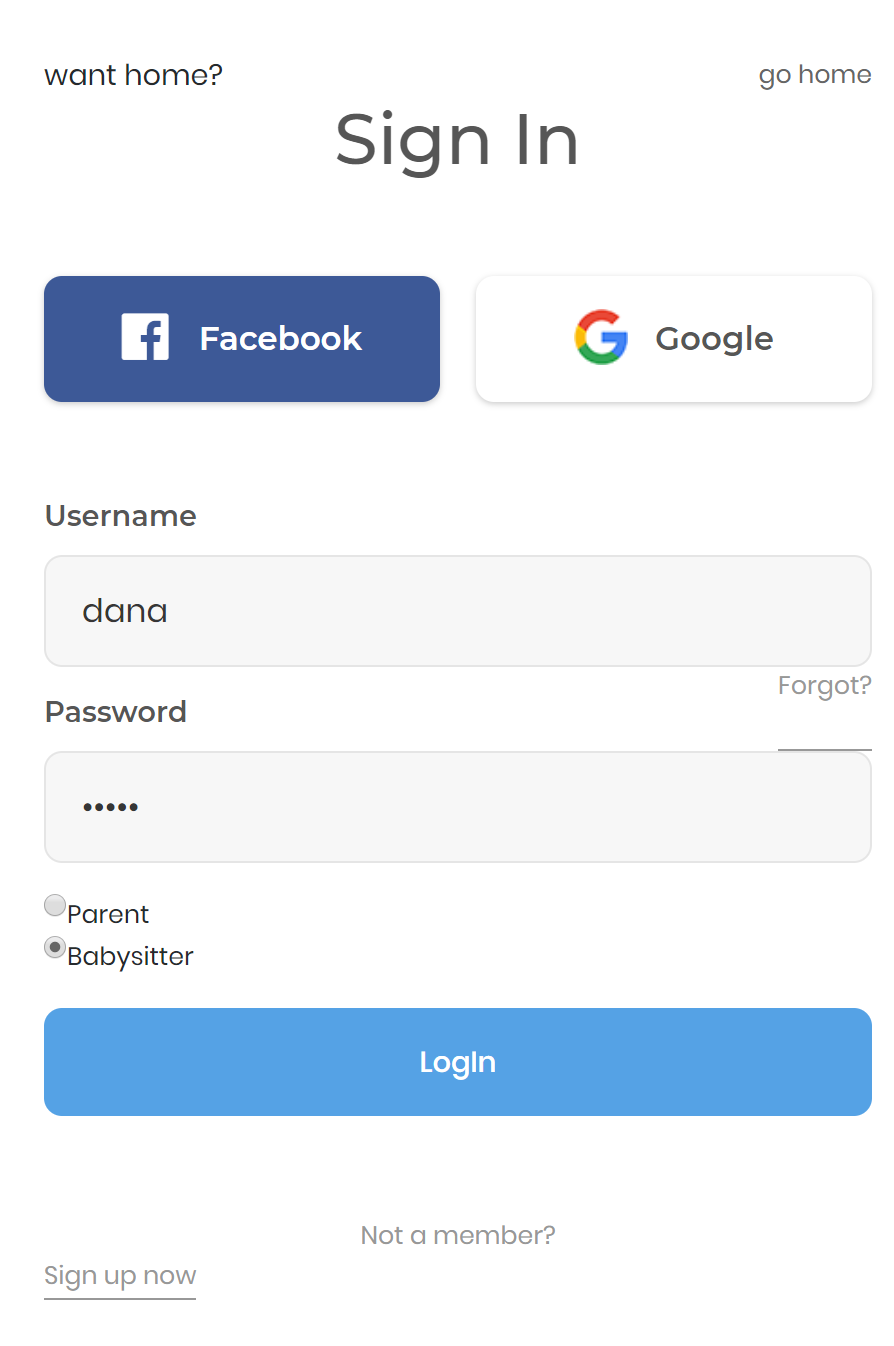 want home? go home
Sign In
Facebook Google
Username
dana
Forgot?
Password
•••••
Parent
Babysitter
LogIn
Not a member?
Sign up now